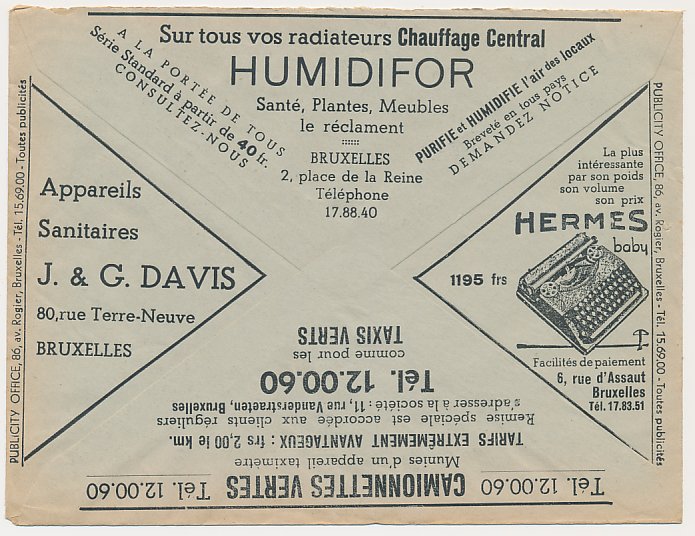 Sur tous vos radiateurs Chauffage Central
HUMIDIFOR
Santé, Plantes, Meubles
le réclament
BRUXELLES
2, place de la Reine
Téléphone
17.88.40
A LA PORTÉE DE TOUS
Série Standard à partir de 40 fr.
CONSULTEZ-NOUS
PURIFIE et HUMIDIFIE l'air des locaux
Breveté en tous pays
DEMANDEZ NOTICE
PUBLICITY OFFICE, 86, av. Rogier, Bruxelles - Tél. 15.69.00 - Toutes publicités
Appareils
Sanitaires
J. & G. DAVIS
80, rue Terre-Neuve
BRUXELLES
La plus
intéressante
par son poids
son volume
son prix
HERMES
baby
1195 frs
Facilités de paiement
6, rue d'Assaut
Bruxelles
Tél. 17.83.51
PUBLICITY OFFICE, 86, av. Rogier, Bruxelles - Tél. 15.69.00 - Toutes publicités
Tél. 12.00.60 CAMIONNETTES VERTES Tél. 12.00.60
Munies d'un appareil taximètre
TARIFS EXTRÊMEMENT AVANTAGEUX : frs 2,00 le km.
Remise spéciale est accordée aux clients réguliers
s'adresser à la société : 11, rue Vanderstraeten, Bruxelles
Tél. 12.00.60
comme pour les
TAXIS VERTS